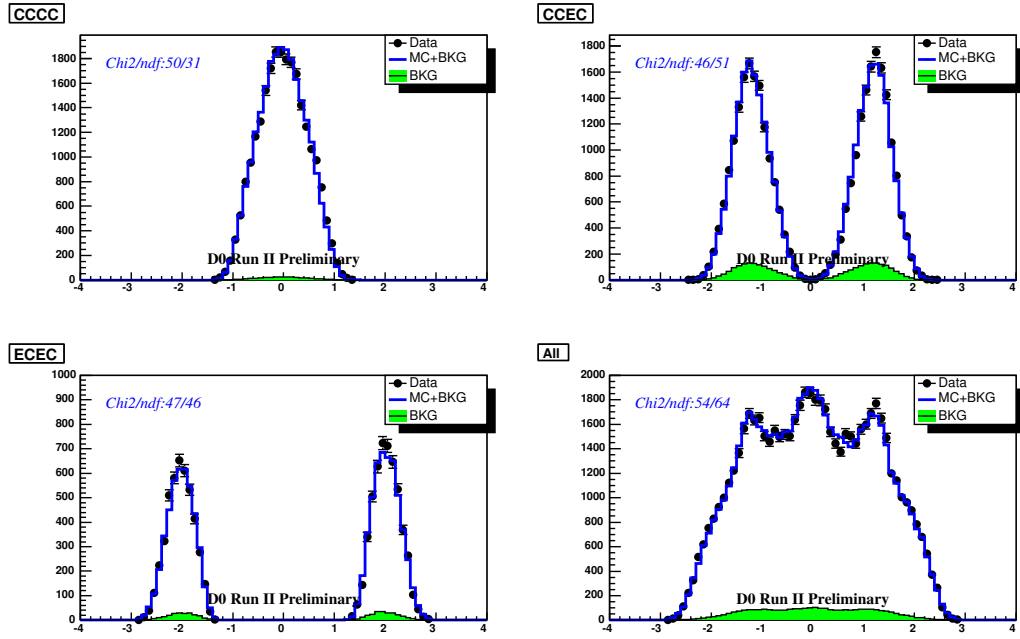 CCCC
1800
1600
1400
1200
1000
800
600
400
200
0
Chi2/ndf:50/31
Data
MC+BKG
BKG
D0 Run II Preliminary
-4 -3 -2 -1 0 1 2 3 4
CCEC
1800
1600
1400
1200
1000
800
600
400
200
0
Chi2/ndf:46/51
Data
MC+BKG
BKG
D0 Run II Preliminary
-4 -3 -2 -1 0 1 2 3 4
ECEC
1000
900
800
700
600
500
400
300
200
100
0
Chi2/ndf:47/46
Data
MC+BKG
BKG
D0 Run II Preliminary
-4 -3 -2 -1 0 1 2 3 4
All
2000
1800
1600
1400
1200
1000
800
600
400
200
0
Chi2/ndf:54/64
Data
MC+BKG
BKG
D0 Run II Preliminary
-4 -3 -2 -1 0 1 2 3 4